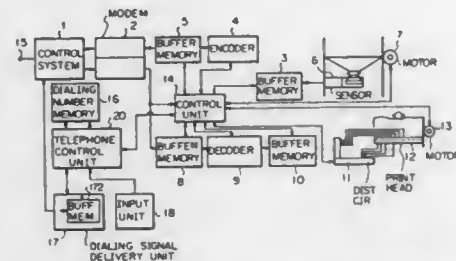 MODEM
1
2
5
4
15
CONTROL
SYSTEM
BUFFER
MEMORY
ENCODER
3
7
DIALING
NUMBER
MEMORY
16
14
BUFFER
MEMORY
6
SENSOR
MOTOR
20
CONTROL
UNIT
TELEPHONE
CONTROL
UNIT
BUFFER
MEMORY
DECODER
BUFFER
MEMORY
13
MOTOR
8
9
10
11
12
172
BUFF
MEM
INPUT
UNIT
17
18
DIST
CIR
PRINT
HEAD
DIALING SIGNAL
DELIVERY UNIT